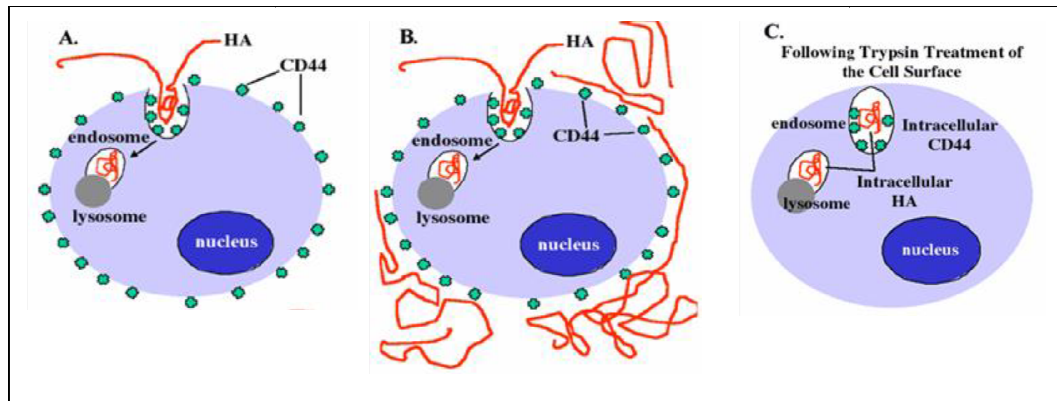 A.
HA
CD44
endosome
lysosome
nucleus
B.
HA
CD44
endosome
lysosome
nucleus
C.
Following Trypsin Treatment of
the Cell Surface
endosome
Intracellular
CD44
Intracellular
HA
lysosome
nucleus